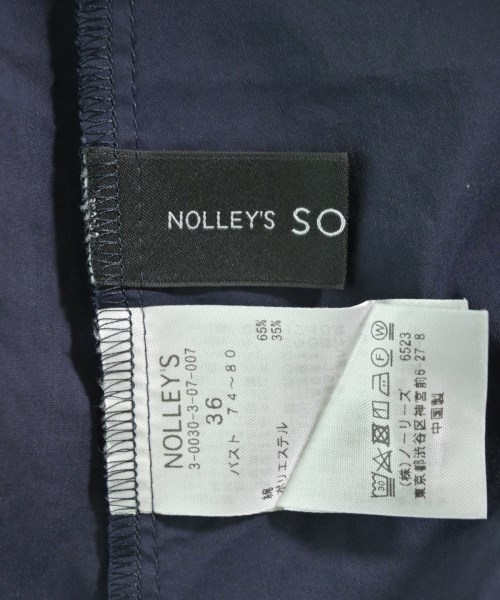 NOLLEY'S SO
NOLLEY'S
3-0030-3-07-007
36
バスト 74～80
綿 65%
ポリエステル 35%
30 F W
(株)ノーリーズ 6523
東京都渋谷区神宮前6-27-8
中国製